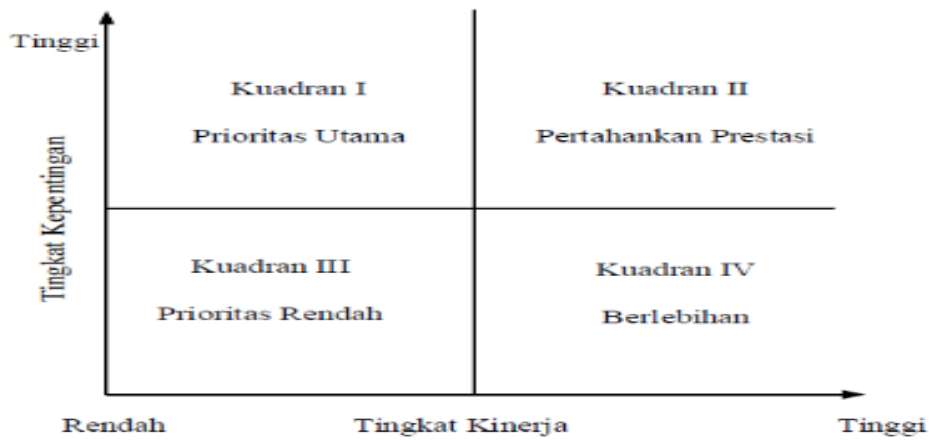 Tinggi
Kuadran I
Prioritas Utama
Kuadran II
Pertahankan Prestasi
Tingkat Kepentingan
Kuadran III
Prioritas Rendah
Kuadran IV
Berlebihan
Rendah
Tingkat Kinerja
Tinggi